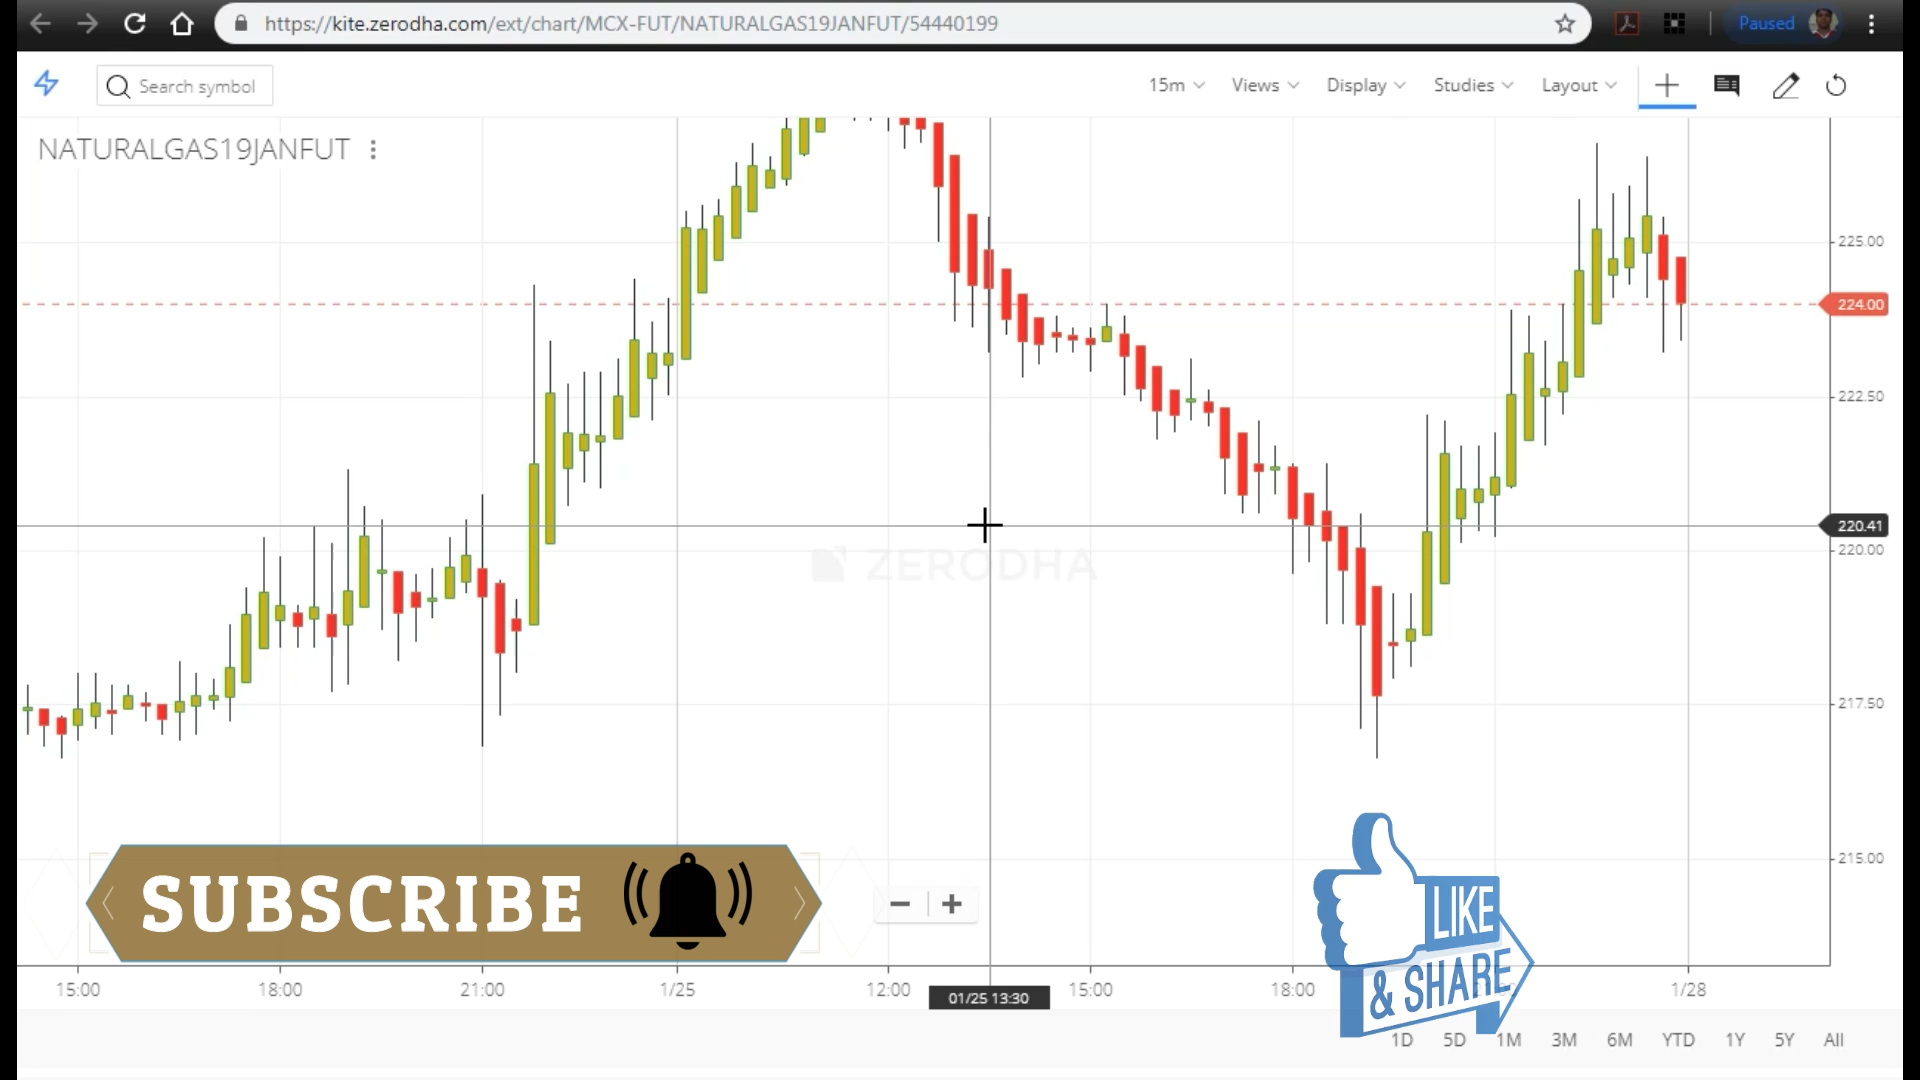 https://kite.zerodha.com/ext/chart/MCX-FUT/NATURALGAS19JANFUT/54440199
Paused
Search symbol
15m
Views
Display
Studies
Layout
NATURALGAS19JANFUT
225.00
224.00
222.50
220.41
220.00
ZERODHA
217.50
215.00
SUBSCRIBE
LIKE
& SHARE
15:00
18:00
21:00
1/25
12:00
01/25 13:30
15:00
18:00
1/28
1D
5D
1M
3M
6M
YTD
1Y
5Y
All